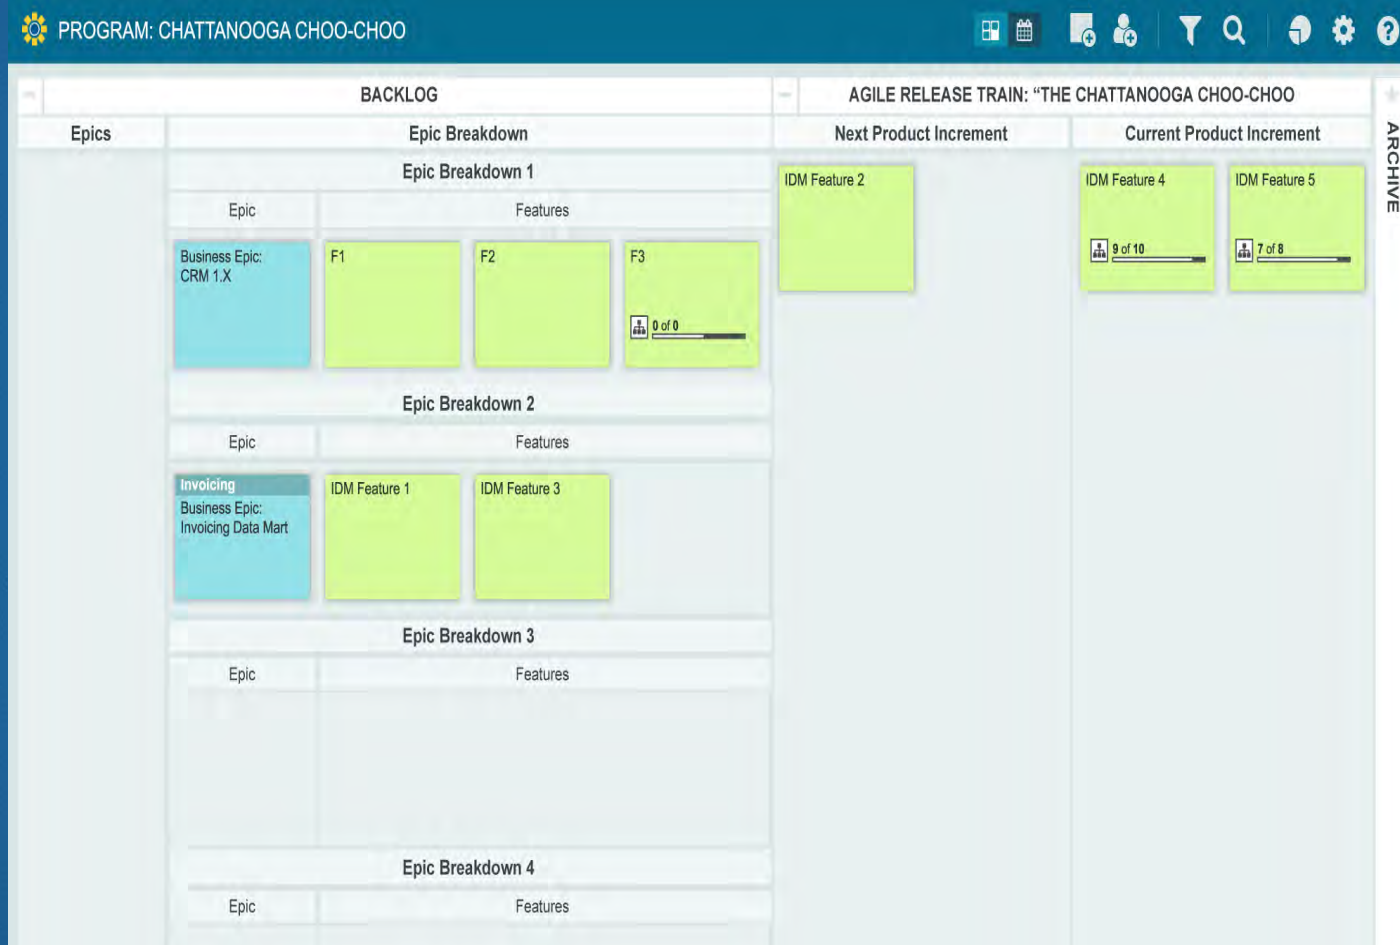 PROGRAM: CHATTANOOGA CHOO-CHOO
BACKLOG
AGILE RELEASE TRAIN: “THE CHATTANOOGA CHOO-CHOO
ARCHIVE
Epics
Epic Breakdown
Next Product Increment
Current Product Increment
Epic Breakdown 1
Epic
Features
Business Epic:
CRM 1.X
F1
F2
F3
0 of 0
IDM Feature 2
IDM Feature 4
9 of 10
IDM Feature 5
7 of 8
Epic Breakdown 2
Epic
Features
Invoicing
Business Epic:
Invoicing Data Mart
IDM Feature 1
IDM Feature 3
Epic Breakdown 3
Epic
Features
Epic Breakdown 4
Epic
Features